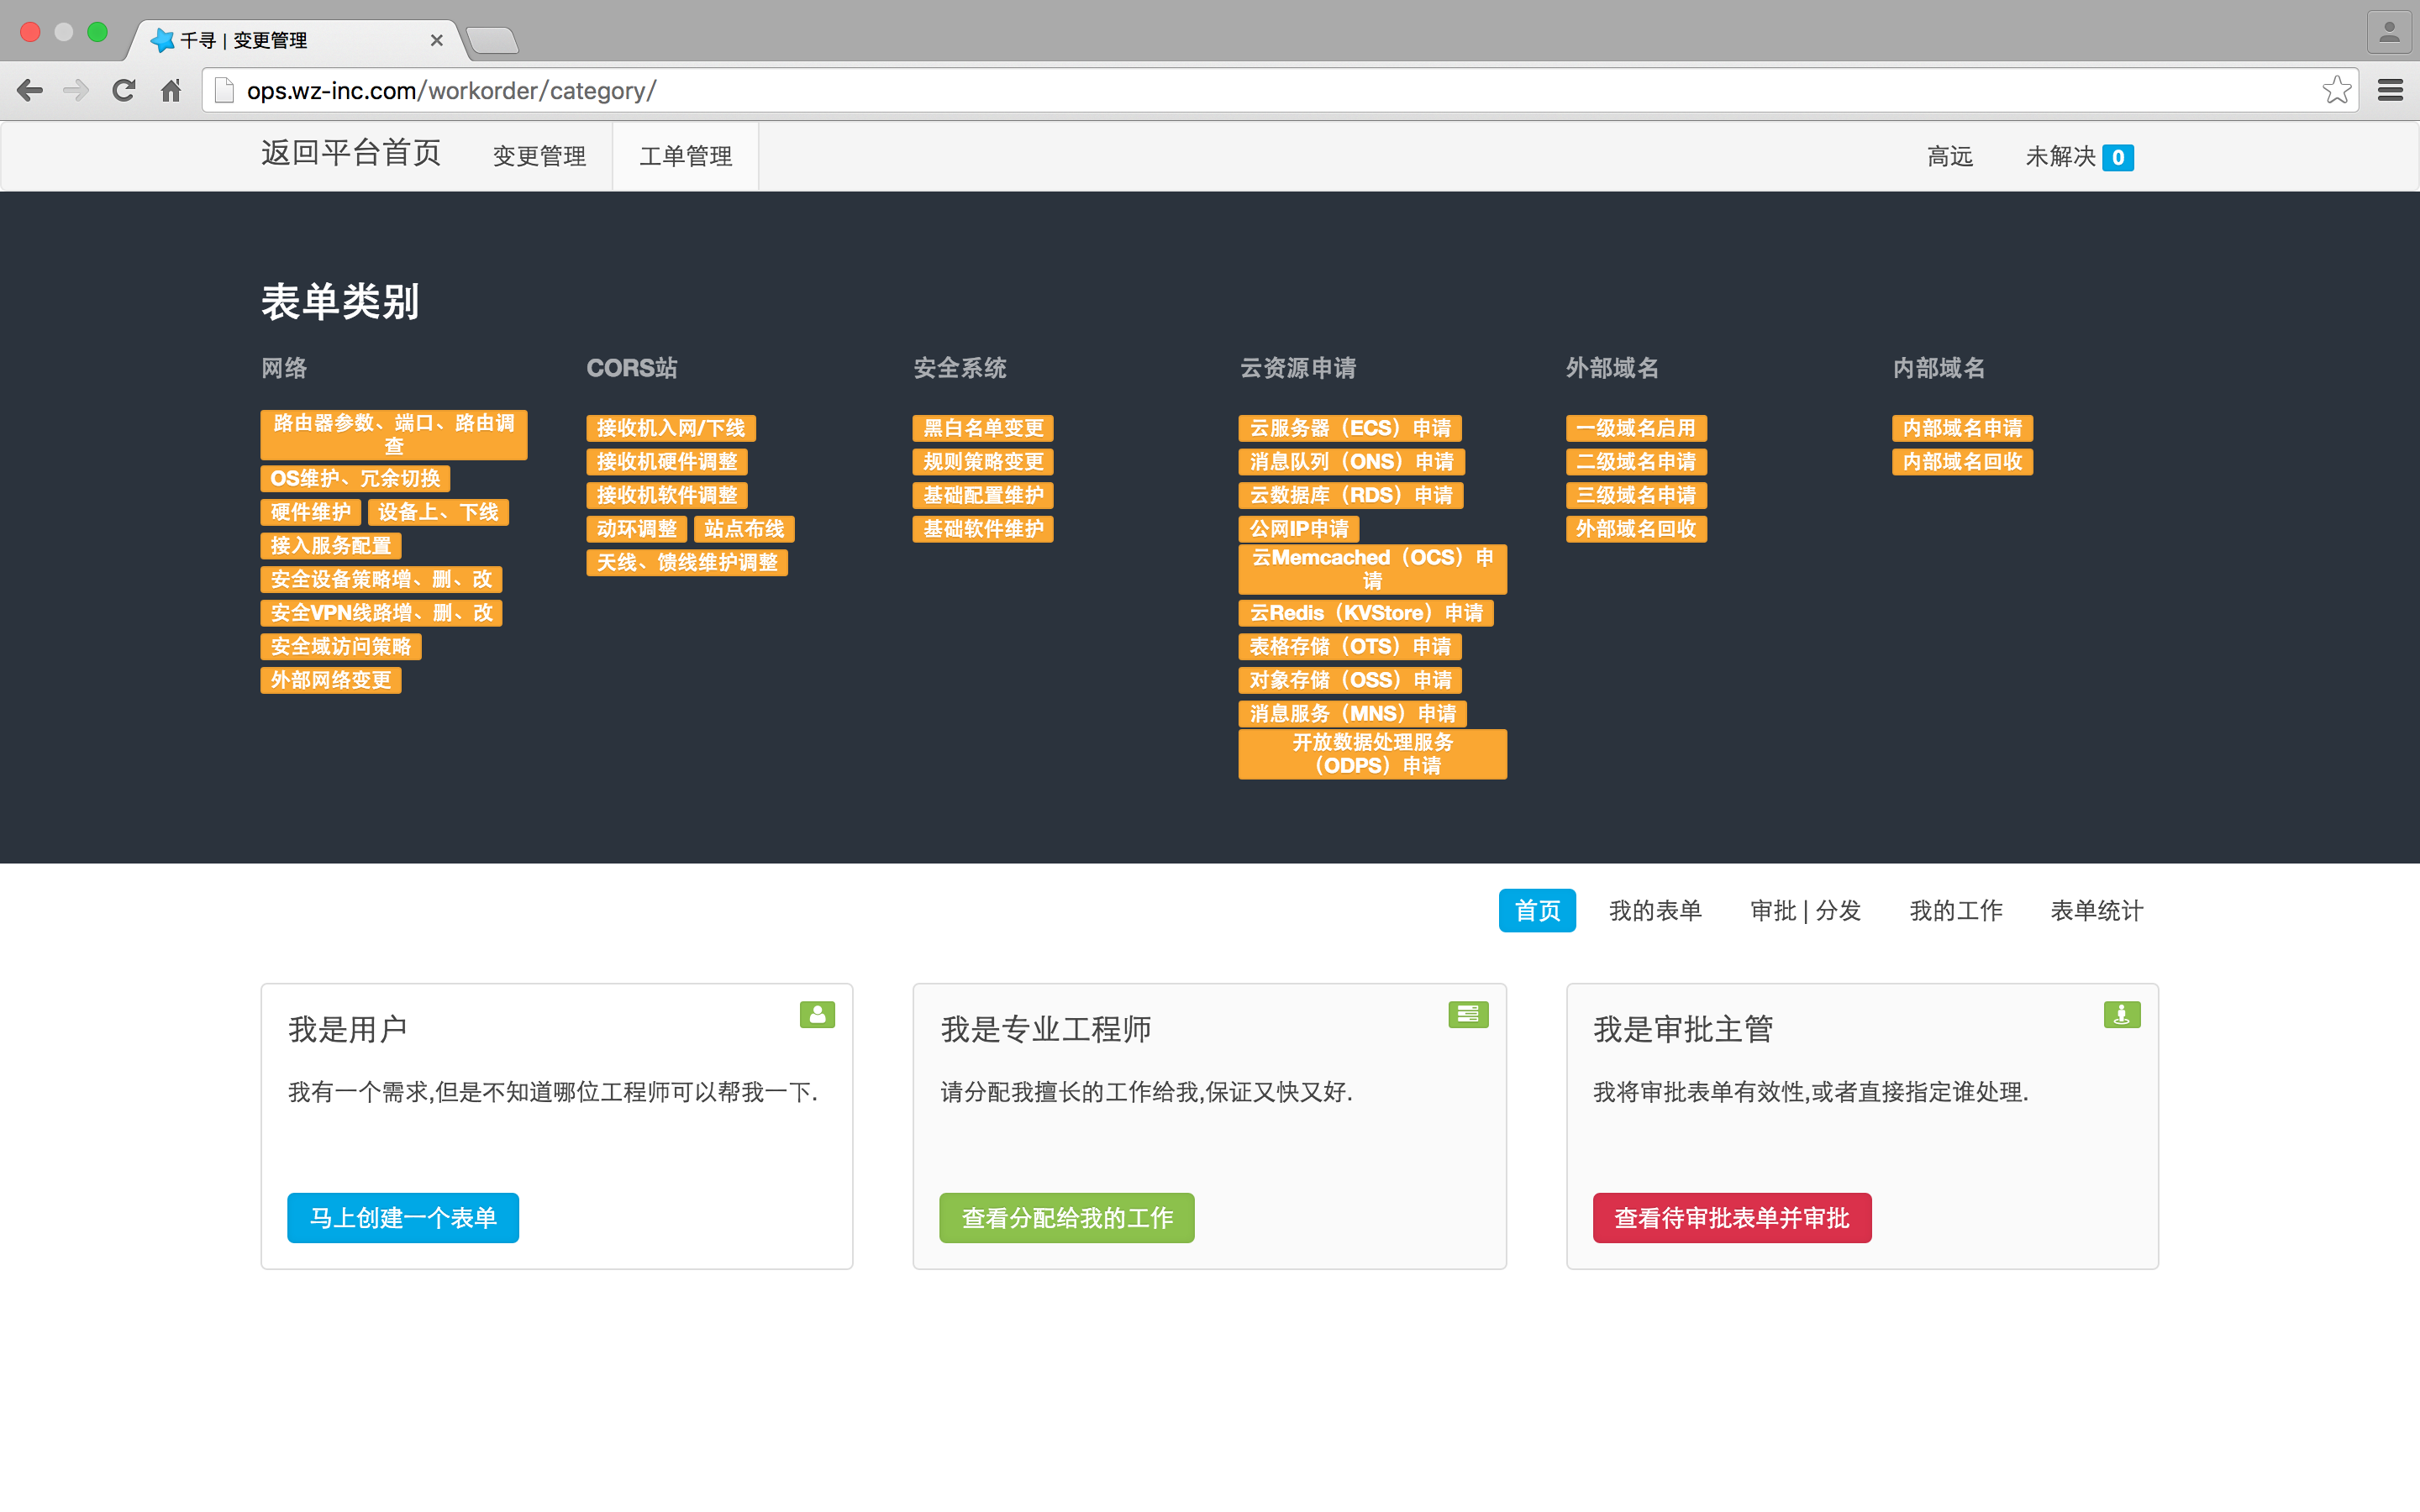 千寻 | 变更管理
ops.wz-inc.com/workorder/category/
返回平台首页 变更管理 工单管理 高远 未解决 0
表单类别
网络
路由器参数、端口、路由调
查
OS维护、冗余切换
硬件维护 设备上、下线
接入服务配置
安全设备策略增、删、改
安全VPN线路增、删、改
安全域访问策略
外部网络变更
CORS站
接收机入网/下线
接收机硬件调整
接收机软件调整
动环调整 站点布线
天线、馈线维护调整
安全系统
黑白名单变更
规则策略变更
基础配置维护
基础软件维护
云资源申请
云服务器（ECS）申请
消息队列（ONS）申请
云数据库（RDS）申请
公网IP申请
云Memcached（OCS）申
请
云Redis（KVStore）申请
表格存储（OTS）申请
对象存储（OSS）申请
消息服务（MNS）申请
开放数据处理服务
（ODPS）申请
外部域名
一级域名启用
二级域名申请
三级域名申请
外部域名回收
内部域名
内部域名申请
内部域名回收
首页 我的表单 审批 | 分发 我的工作 表单统计
我是用户
我有一个需求,但是不知道哪位工程师可以帮我一下.
马上创建一个表单
我是专业工程师
请分配我擅长的工作给我,保证又快又好.
查看分配给我的工作
我是审批主管
我将审批表单有效性,或者直接指定谁处理.
查看待审批表单并审批